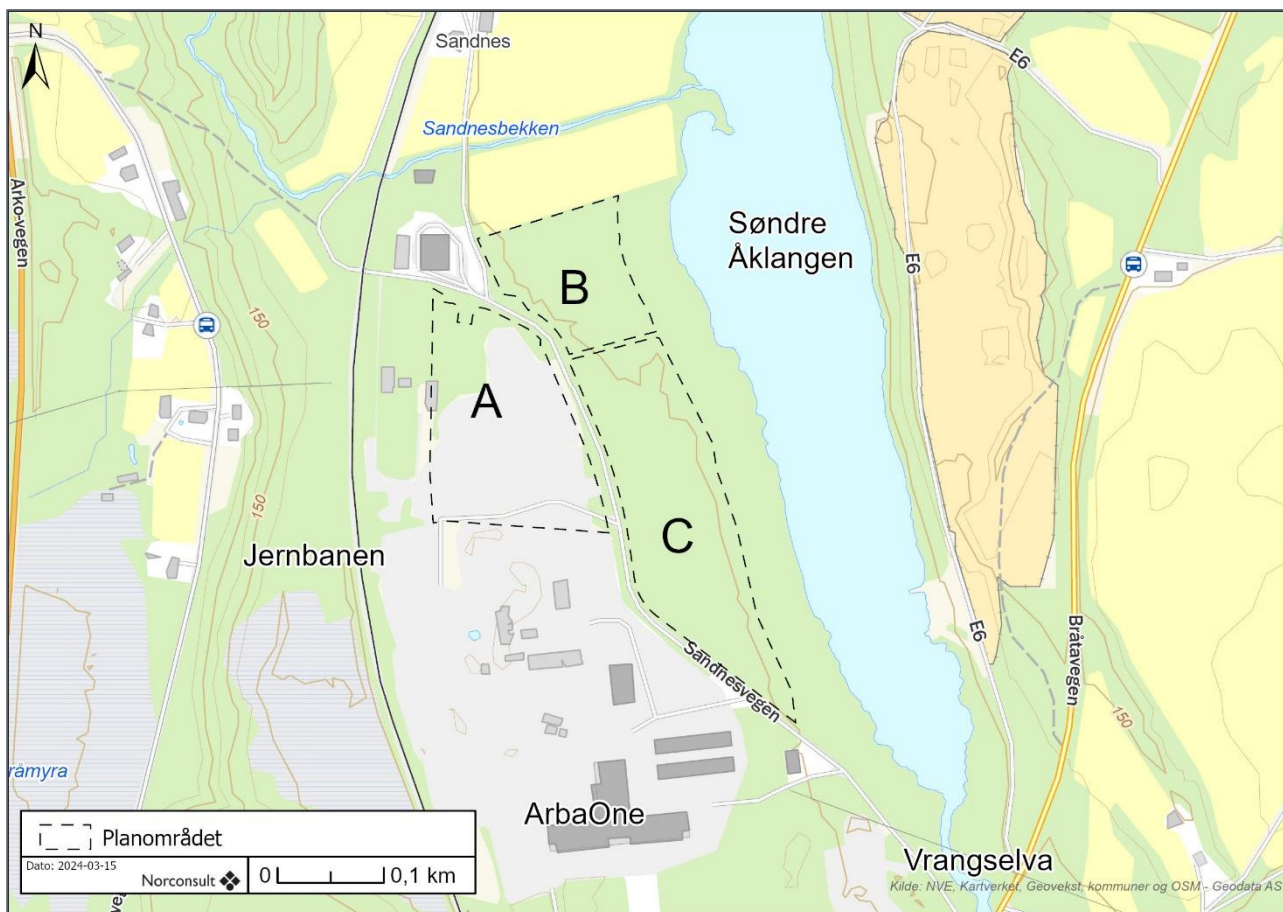 N
Sandnes
E6
Sandnesbekken
Arko-vegen
Søndre
Åklangen
B
E6
150
A
150
C
Jernbanen
E6
Bråtavegen
Sandnesvegen
150
råmyra
ArbaOne
Planområdet
Dato: 2024-03-15
Norconsult
0 0,1 km
Vrangselva
Kilde: NVE, Kartverket, Geovekst, kommuner og OSM - Geodata AS